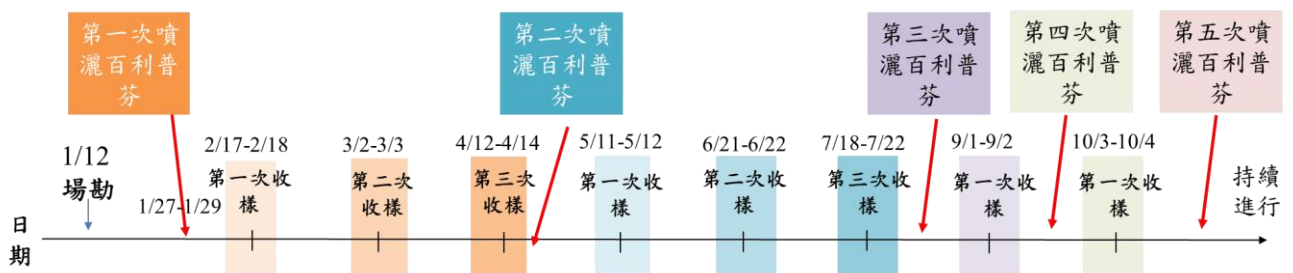 第一次噴
灑百利普
芬
第二次噴
灑百利普
芬
第三次噴
灑百利普
芬
第四次噴
灑百利普
芬
第五次噴
灑百利普
芬
1/12
場勘
1/27-1/29
2/17-2/18
第一次收
樣
3/2-3/3
第二次
收樣
4/12-4/14
第三次
收樣
5/11-5/12
第一次收
樣
6/21-6/22
第二次收
樣
7/18-7/22
第三次收
樣
9/1-9/2
第一次收
樣
10/3-10/4
第一次收
樣
持續
進行
日
期